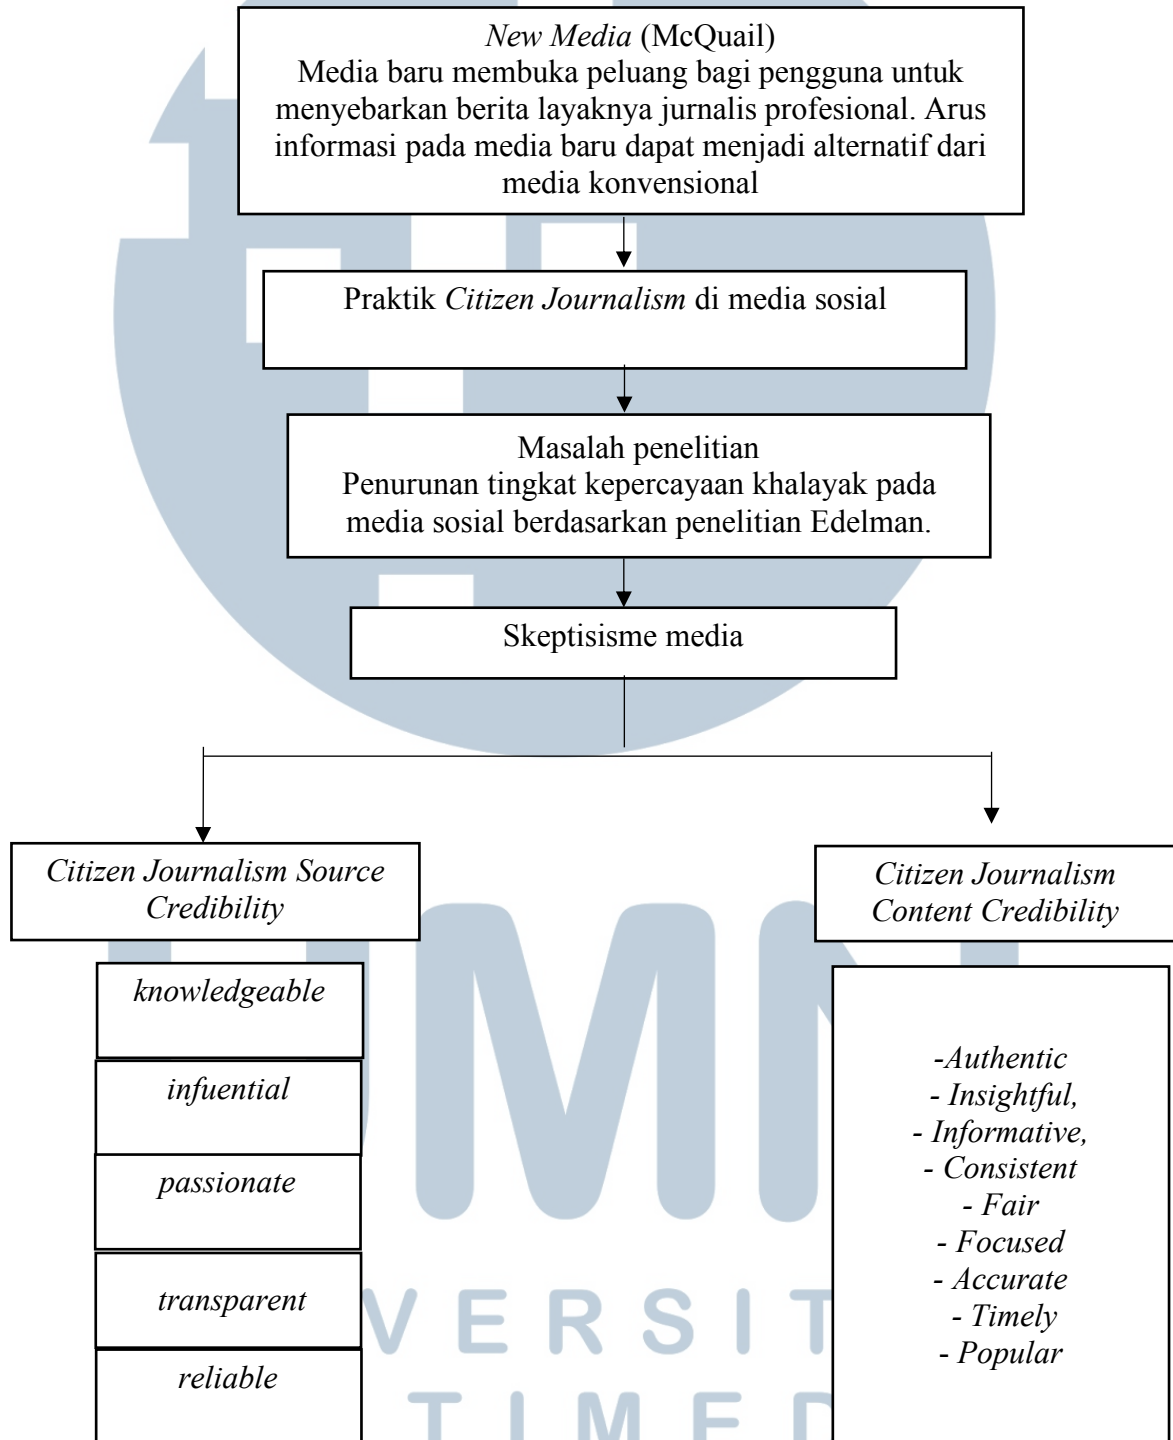 New Media (McQuail)
Media baru membuka peluang bagi pengguna untuk
menyebarkan berita layaknya jurnalis profesional. Arus
informasi pada media baru dapat menjadi alternatif dari
media konvensional
Praktik Citizen Journalism di media sosial
Masalah penelitian
Penurunan tingkat kepercayaan khalayak pada
media sosial berdasarkan penelitian Edelman.
Skeptisisme media
Citizen Journalism Source
Credibility
knowledgeable
infuential
passionate
transparent
reliable
Citizen Journalism
Content Credibility
-Authentic
- Insightful,
- Informative,
- Consistent
- Fair
- Focused
- Accurate
- Timely
- Popular
UMN
VERSIT
TIMED